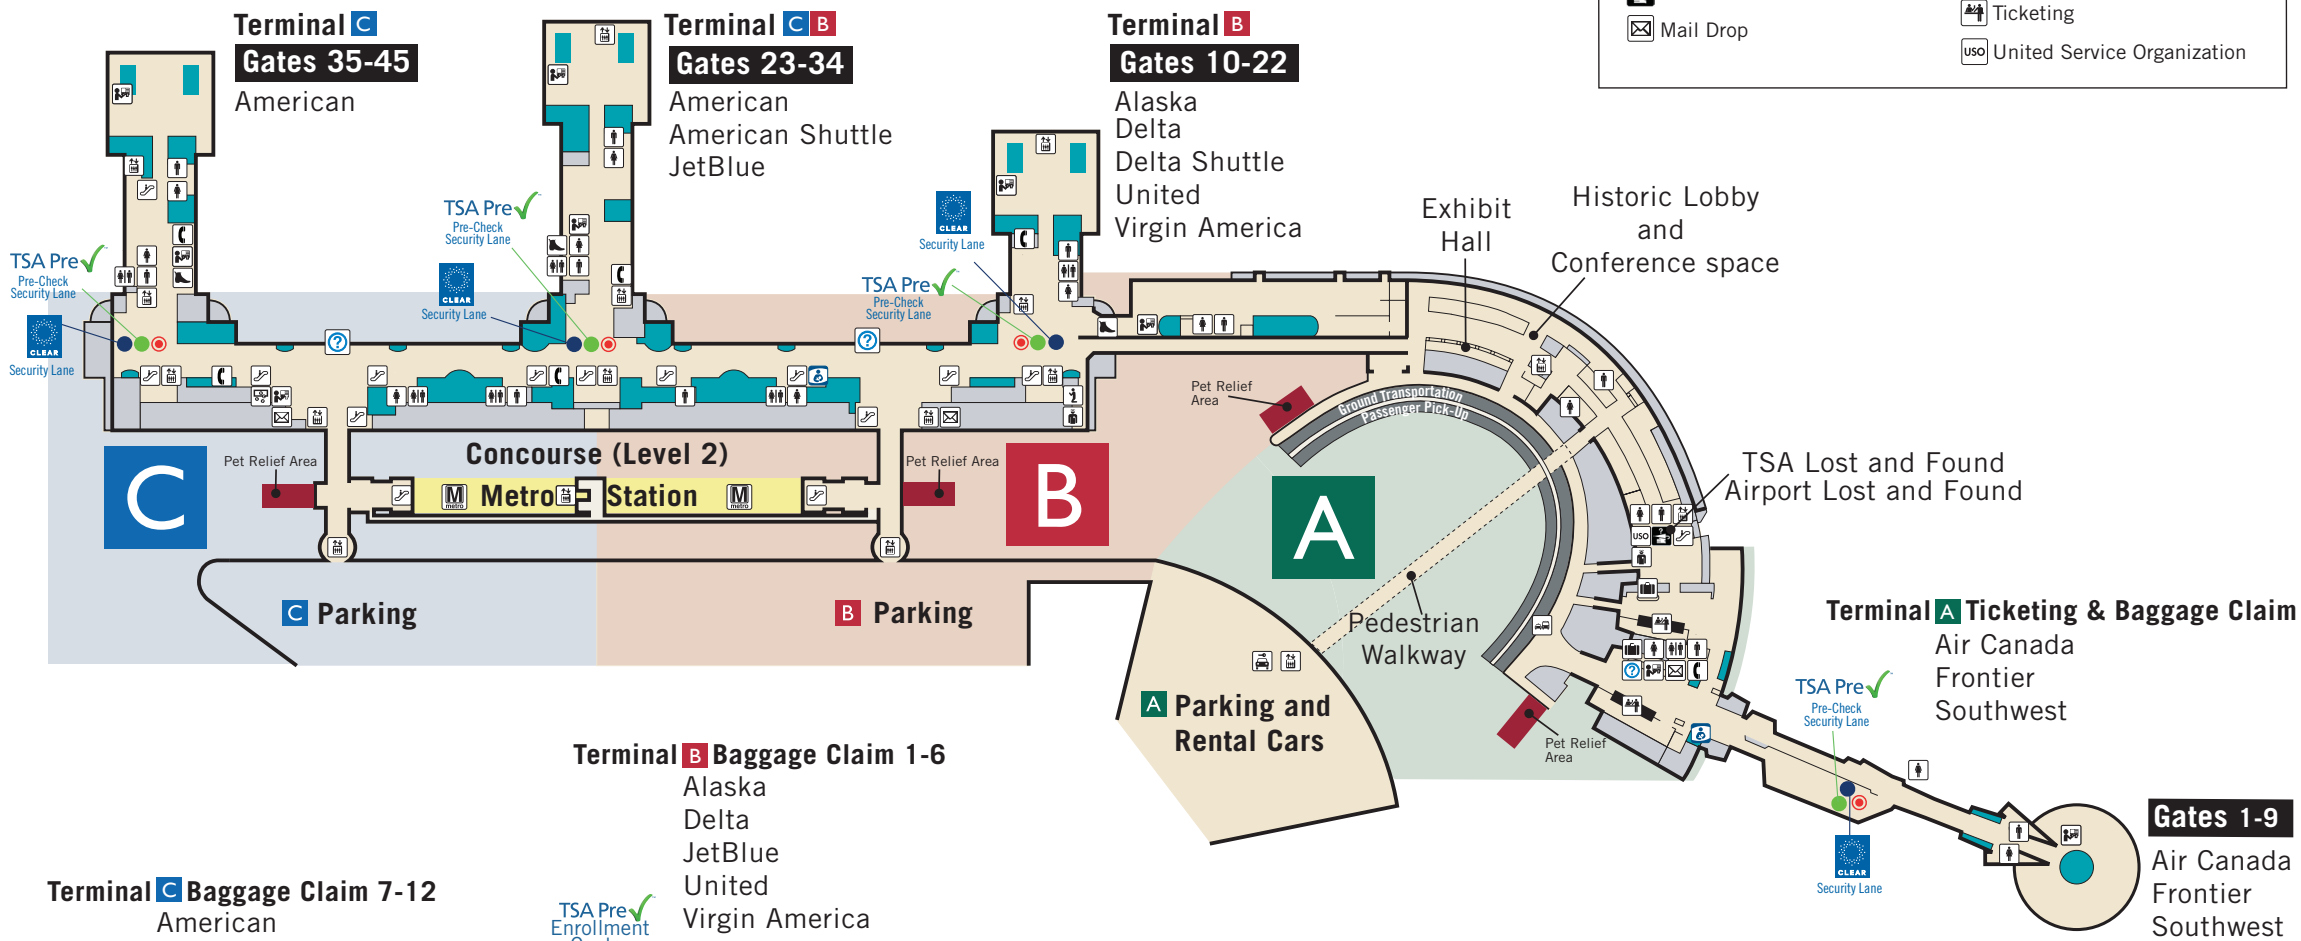 Terminal C
Gates 35-45
American
Terminal C B
Gates 23-34
American
American Shuttle
JetBlue
Terminal B
Gates 10-22
Alaska
Delta
Delta Shuttle
United
Virgin America
Mail Drop
Ticketing
USO United Service Organization
Exhibit
Hall
Historic Lobby
and
Conference space
TSA Pre
Pre-Check
Security Lane
CLEAR
Security Lane
TSA Pre
Pre-Check
Security Lane
CLEAR
Security Lane
CLEAR
Security Lane
TSA Pre
Pre-Check
Security Lane
?
?
Pet Relief
Area
Ground Transportation
Passenger Pick-Up
C
Pet Relief Area
Concourse (Level 2)
M
metro
Metro Station
M
metro
Pet Relief Area
B
A
TSA Lost and Found
Airport Lost and Found
USO
C Parking
B Parking
Pedestrian
Walkway
A Parking and
Rental Cars
?
Pet Relief
Area
Terminal A Ticketing & Baggage Claim
Air Canada
Frontier
Southwest
TSA Pre
Pre-Check
Security Lane
CLEAR
Security Lane
Gates 1-9
Air Canada
Frontier
Southwest
Terminal B Baggage Claim 1-6
Alaska
Delta
JetBlue
United
Virgin America
Terminal C Baggage Claim 7-12
American
TSA Pre
Enrollment